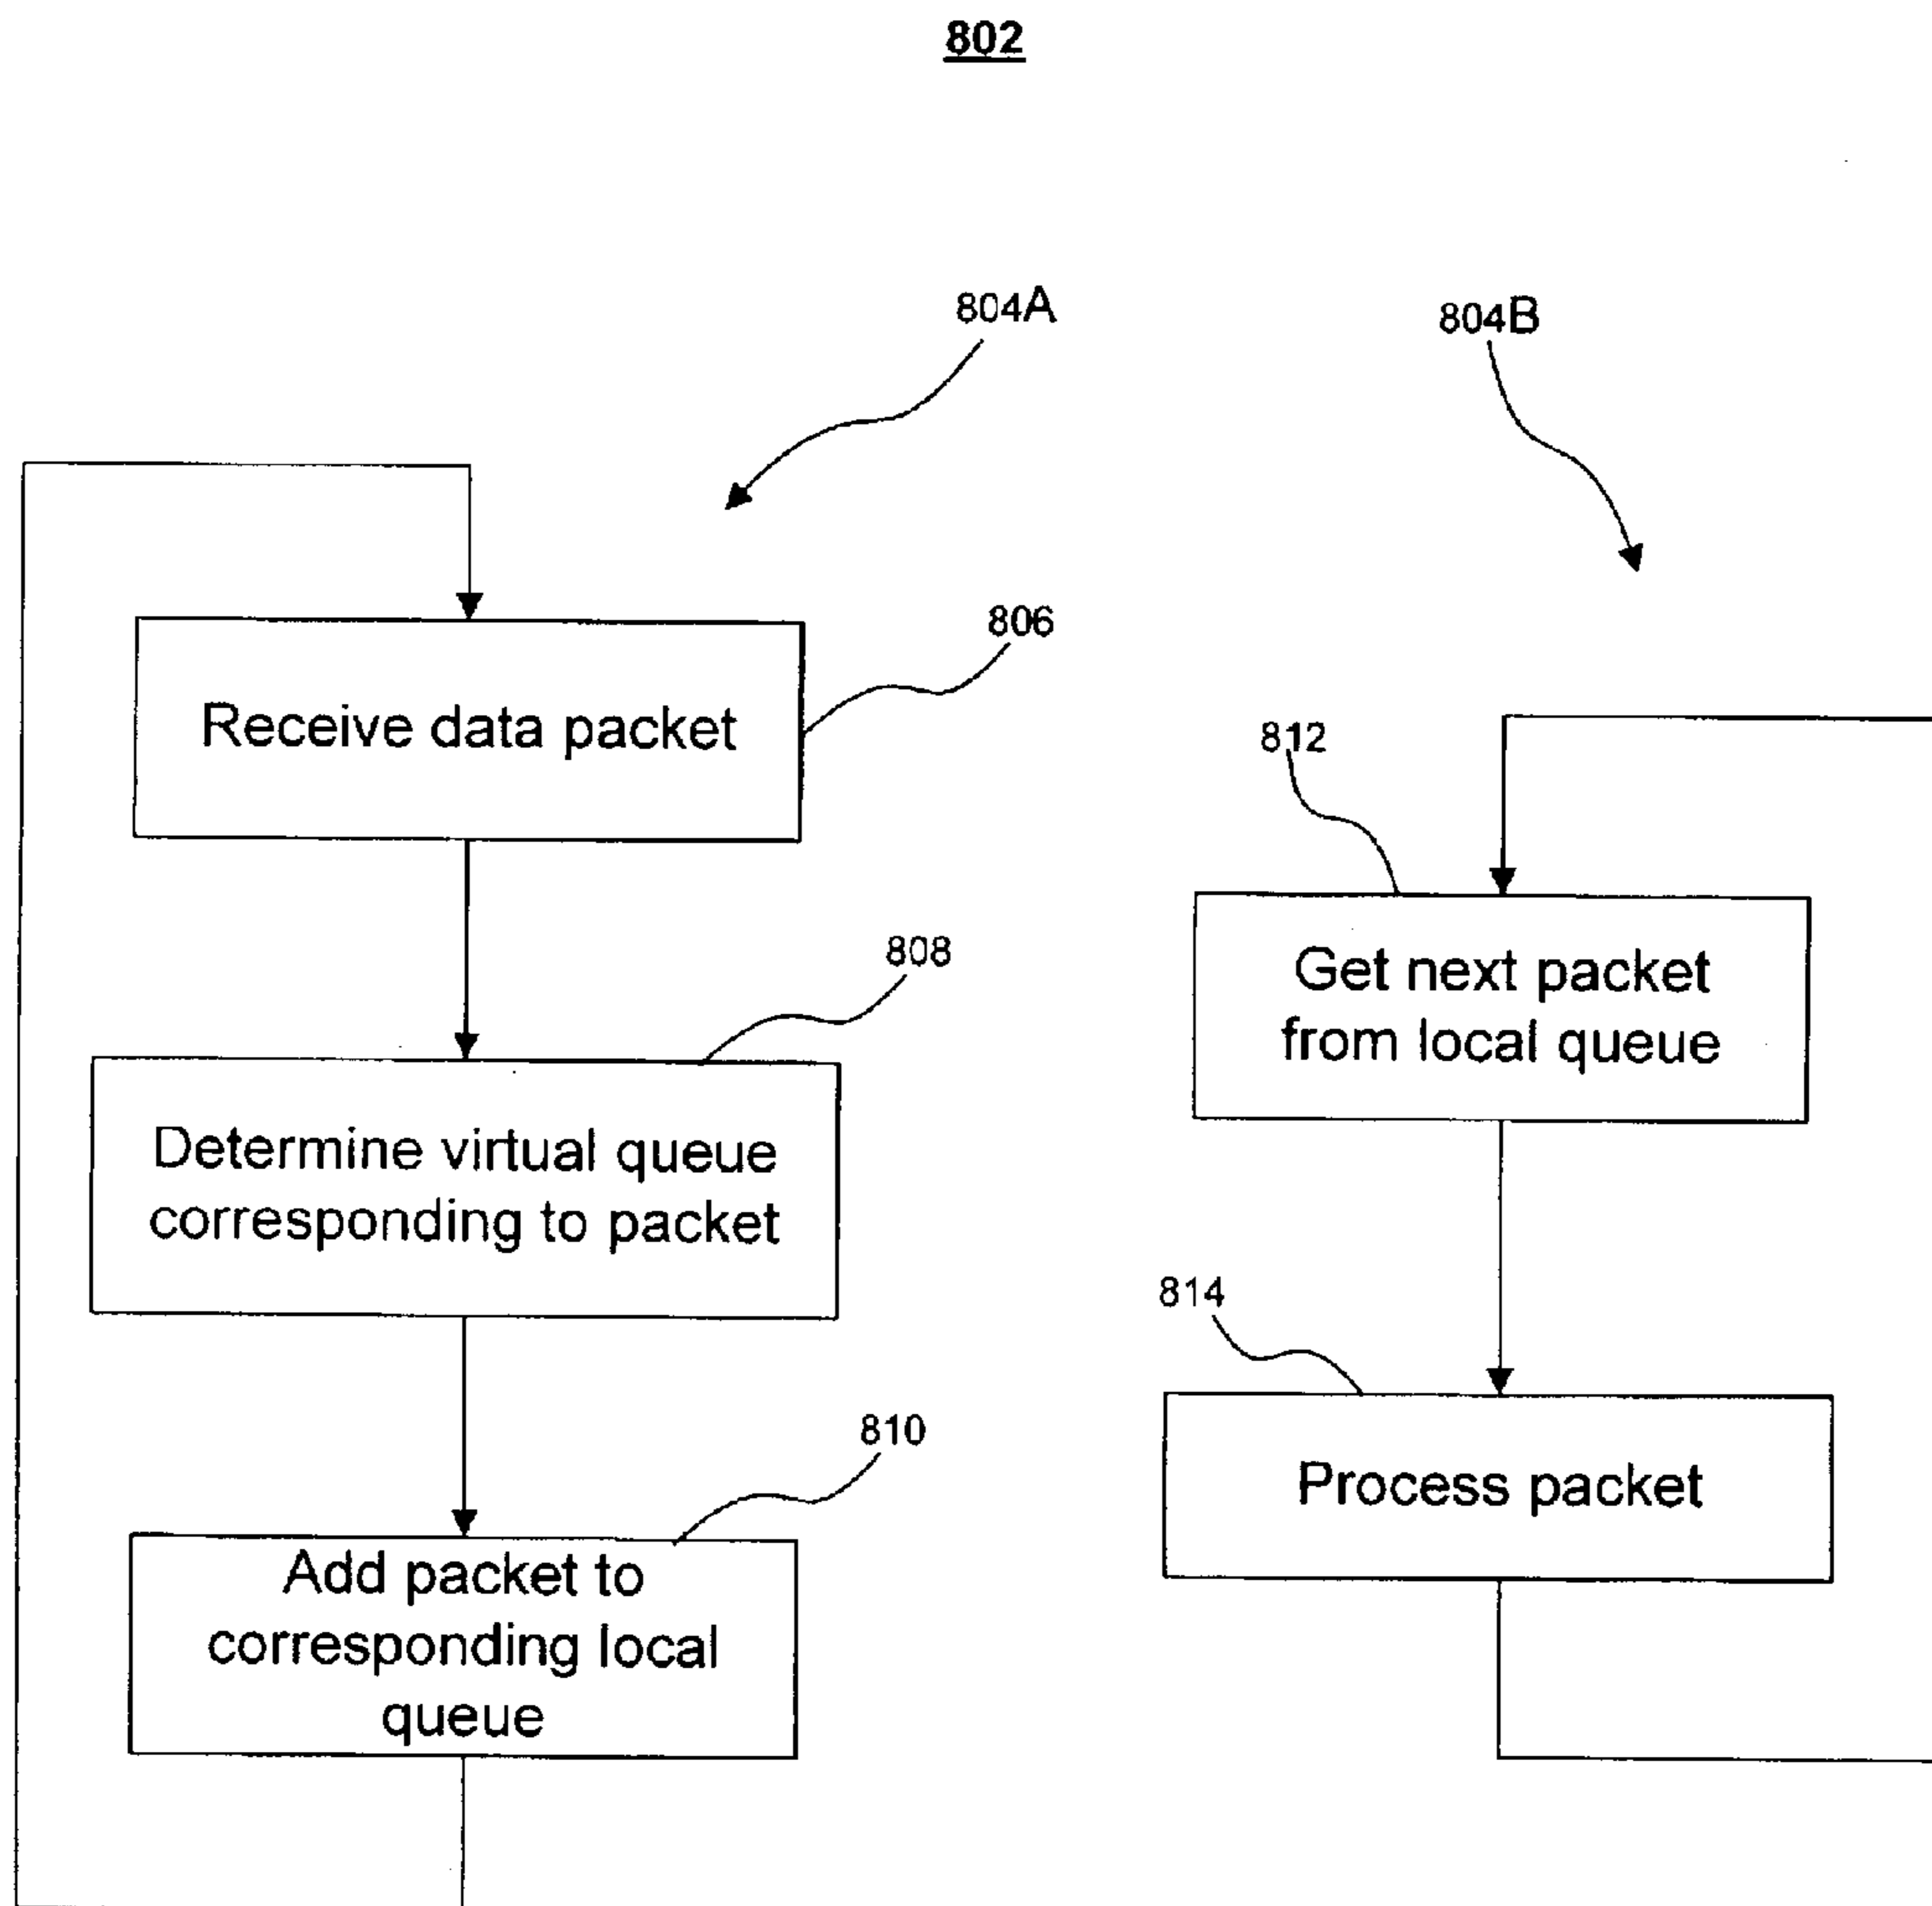 802
804A
804B
806
Receive data packet
812
808
Get next packet
from local queue
Determine virtual queue
corresponding to packet
814
810
Process packet
Add packet to
corresponding local
queue